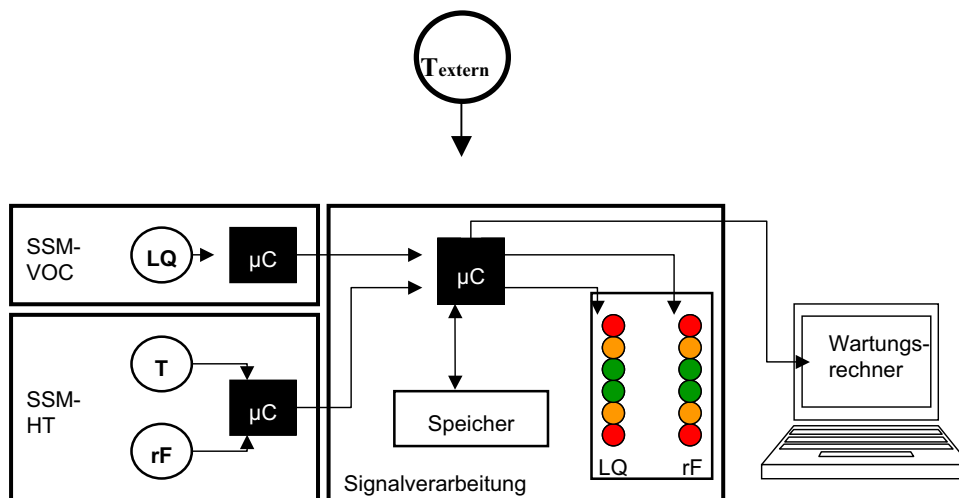 Textern
SSM-
VOC
LQ
µC
µC
SSM-
HT
T
rF
µC
Speicher
LQ
rF
Signalverarbeitung
Wartungs-
rechner